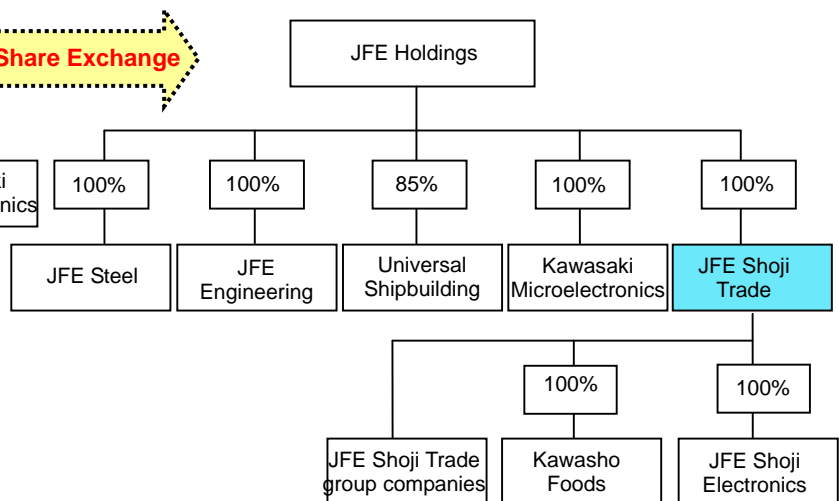 Share Exchange
JFE Holdings
100%
100%
85%
100%
100%
JFE Steel
JFE
Engineering
Universal
Shipbuilding
Kawasaki
Microelectronics
JFE Shoji
Trade
100%
100%
JFE Shoji Trade
group companies
Kawasho
Foods
JFE Shoji
Electronics